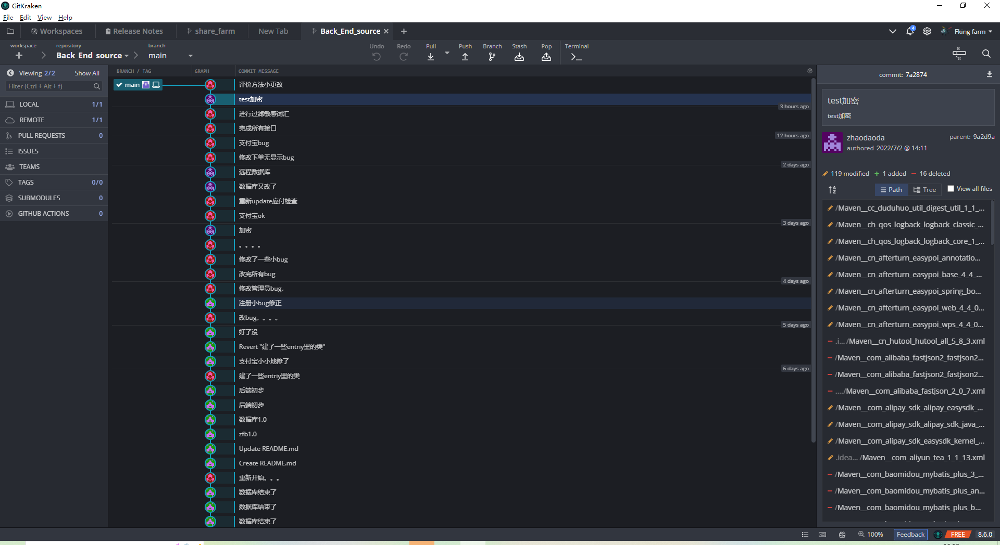 GitKraken
File Edit View Help
Workspaces Release Notes share_farm New Tab Back_End_source Fking farm
4
workspace repository branch
Back_End_source main
Undo Redo Pull Push Branch Stash Pop Terminal
Viewing 2/2 Show All
Filter (Ctrl + Alt + f)
LOCAL 1/1
REMOTE 1/1
PULL REQUESTS 0
ISSUES
TEAMS
TAGS 0/0
SUBMODULES 0
GITHUB ACTIONS 0
BRANCH / TAG GRAPH COMMIT MESSAGE
main 评价方法小更改
test加密
3 hours ago
进行过滤敏感词汇
完成所有接口
12 hours ago
支付宝bug
修改下单无显示bug
2 days ago
远程数据库
数据库又改了
重新update应付检查
支付宝ok
3 days ago
加密
。。。。
修改了一些小bug
改完所有bug
4 days ago
修改管理员bug，
注册小bug修正
改bug。。。。
5 days ago
好了没
Revert "建了一些entriy里的类"
支付宝小小地修了
6 days ago
建了一些entriy里的类
后端初步
后端初步
数据库1.0
zfb1.0
Update README.md
Create README.md
重新开始。。。
数据库结束了
数据库结束了
数据库结束了
commit: 7a2874
test加密
test加密
zhaodaoda parent: 9a2d9a
authored 2022/7/2 @ 14:11
119 modified 1 added 16 deleted
Path Tree View all files
/Maven__cc_duduhuo_util_digest_util_1_1_...
/Maven__ch_qos_logback_logback_classic_...
/Maven__ch_qos_logback_logback_core_1_...
/Maven__cn_afterturn_easypoi_annotatio...
/Maven__cn_afterturn_easypoi_base_4_4_...
/Maven__cn_afterturn_easypoi_spring_bo...
/Maven__cn_afterturn_easypoi_web_4_4_0...
/Maven__cn_afterturn_easypoi_wps_4_4_0...
.i... /Maven__cn_hutool_hutool_all_5_8_3.xml
/Maven__com_alibaba_fastjson2_fastjson2...
/Maven__com_alibaba_fastjson2_fastjson2...
..../Maven__com_alibaba_fastjson_2_0_7.xml
/Maven__com_alipay_sdk_alipay_easysdk_...
/Maven__com_alipay_sdk_alipay_sdk_java_...
/Maven__com_alipay_sdk_easysdk_kernel_...
.idea... /Maven__com_aliyun_tea_1_1_13.xml
/Maven__com_baomidou_mybatis_plus_3_...
/Maven__com_baomidou_mybatis_plus_an...
/Maven__com_baomidou_mybatis_plus_b...
100% Feedback FREE 8.6.0